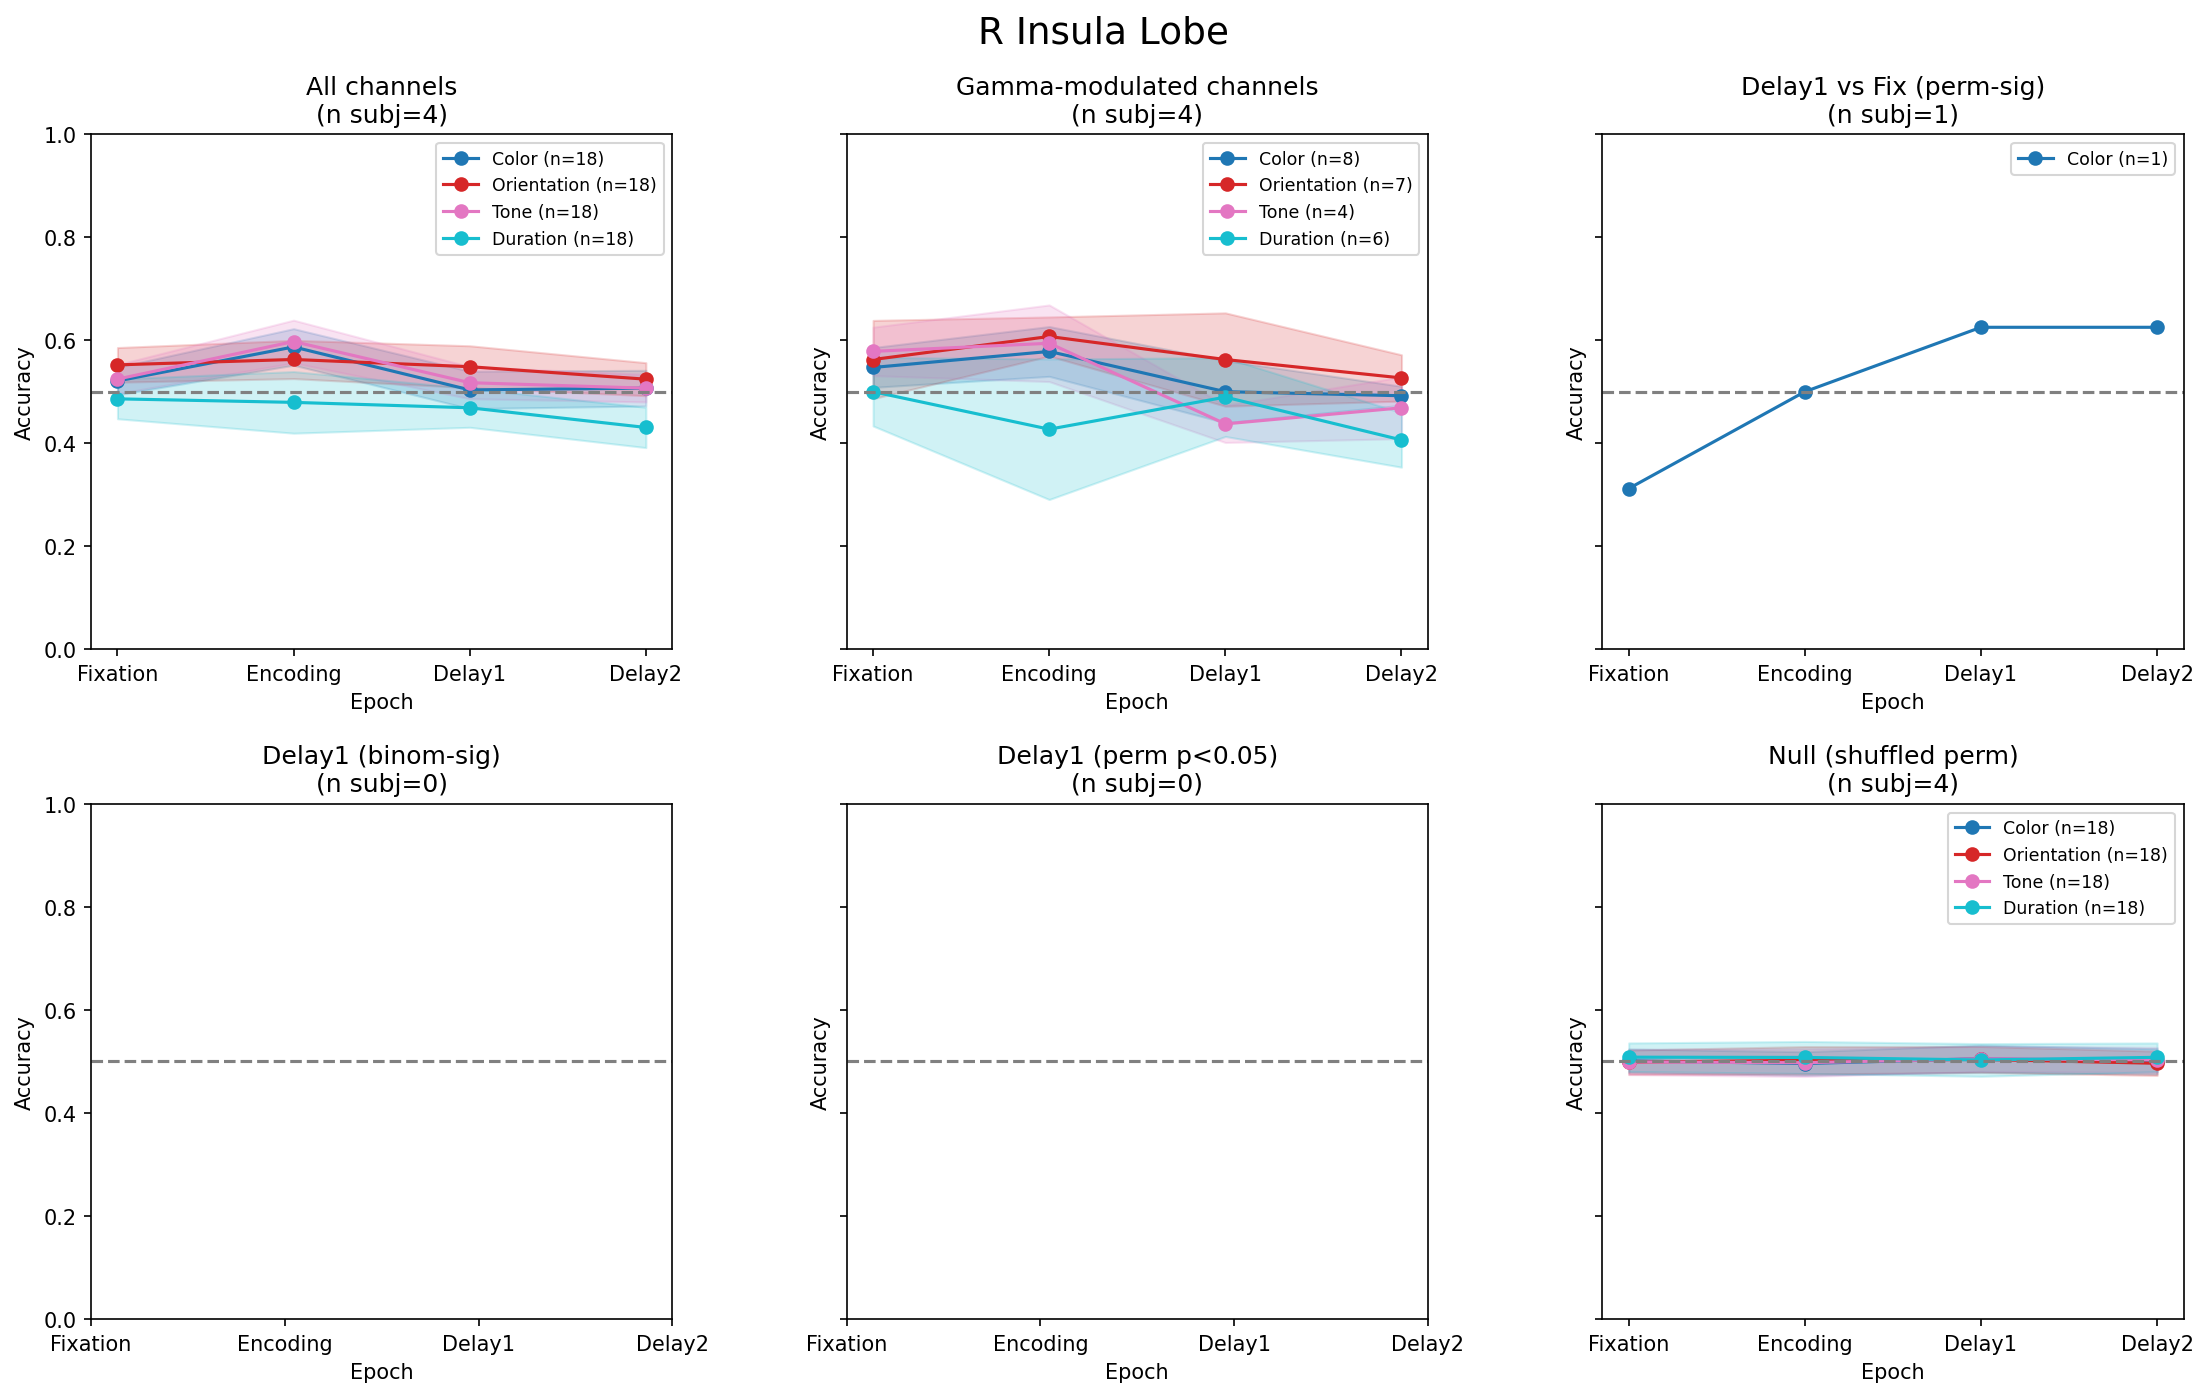 R Insula Lobe
All channels
(n subj=4)
1.0
0.8
0.6
0.4
0.2
0.0
Accuracy
Fixation Encoding Delay1 Delay2
Epoch
Color (n=18)
Orientation (n=18)
Tone (n=18)
Duration (n=18)
Gamma-modulated channels
(n subj=4)
Accuracy
Fixation Encoding Delay1 Delay2
Epoch
Color (n=8)
Orientation (n=7)
Tone (n=4)
Duration (n=6)
Delay1 vs Fix (perm-sig)
(n subj=1)
Accuracy
Fixation Encoding Delay1 Delay2
Epoch
Color (n=1)
Delay1 (binom-sig)
(n subj=0)
1.0
0.8
0.6
0.4
0.2
0.0
Accuracy
Fixation Encoding Delay1 Delay2
Epoch
Delay1 (perm p<0.05)
(n subj=0)
Accuracy
Fixation Encoding Delay1 Delay2
Epoch
Null (shuffled perm)
(n subj=4)
Accuracy
Fixation Encoding Delay1 Delay2
Epoch
Color (n=18)
Orientation (n=18)
Tone (n=18)
Duration (n=18)